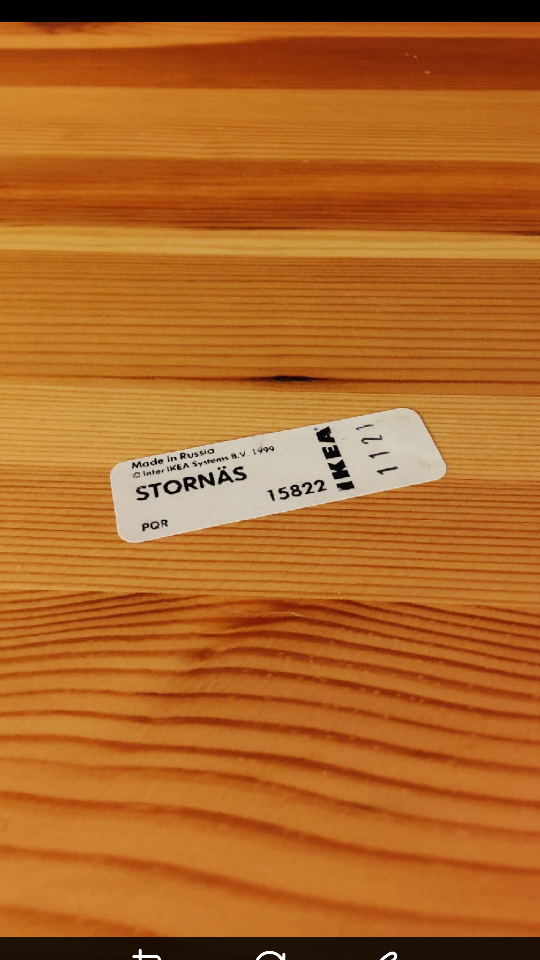 Made in Russia
© Inter IKEA Systems B.V. 1999
STORNÄS
15822
PQR
IKEA
1121